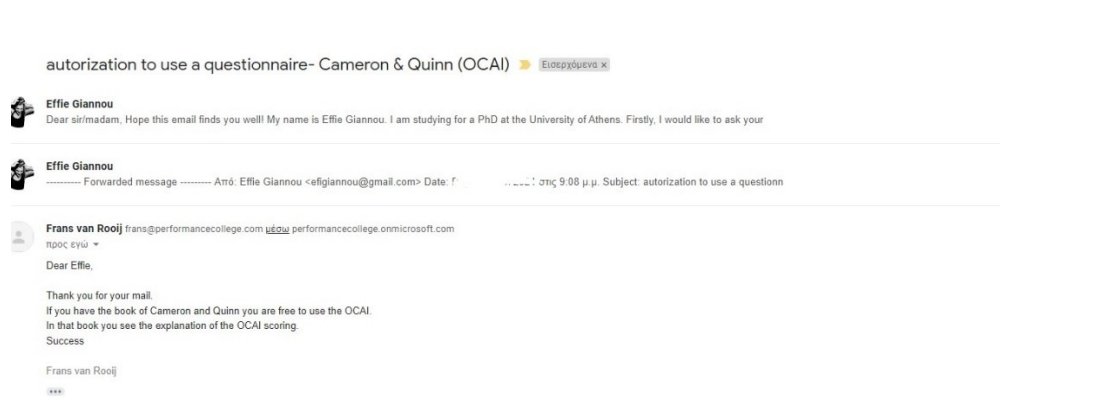 autorization to use a questionnaire- Cameron & Quinn (OCAI) Εισερχόμενα x
Effie Giannou
Dear sir/madam, Hope this email finds you well! My name is Effie Giannou. I am studying for a PhD at the University of Athens. Firstly, I would like to ask your
Effie Giannou
---------- Forwarded message --------- Από: Effie Giannou <efigiannou@gmail.com> Date: στις 9:08 μ.μ. Subject: autorization to use a questionn
Frans van Rooij frans@performancecollege.com μέσω performancecollege.onmicrosoft.com
προς εγώ
Dear Effie,
Thank you for your mail.
If you have the book of Cameron and Quinn you are free to use the OCAI.
In that book you see the explanation of the OCAI scoring.
Success
Frans van Rooij